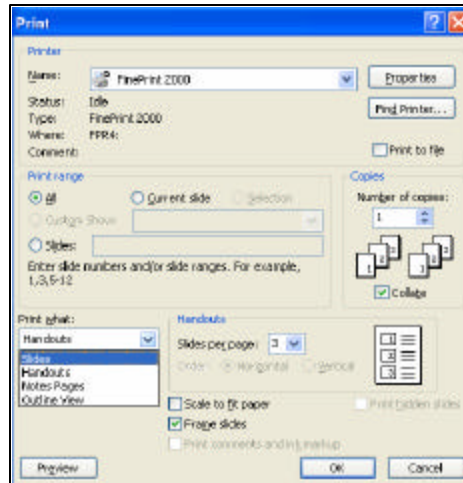 Print
Printer
Name: FinePrint 2000 Properties
Status: Idle Find Printer...
Type: FinePrint 2000
Where: FPR4:
Comment: Print to file
Print range Copies
All Current slide Selection Number of copies:
Custom Show: 1
Slides:
Enter slide numbers and/or slide ranges. For example,
1,3,5-12
Collate
Print what: Handouts
Handouts Slides per page: 3
Slides Order: Horizontal Vertical
Handouts
Notes Pages
Outline View
Scale to fit paper Print hidden slides
Frame slides
Print comments and ink markup
Preview OK Cancel